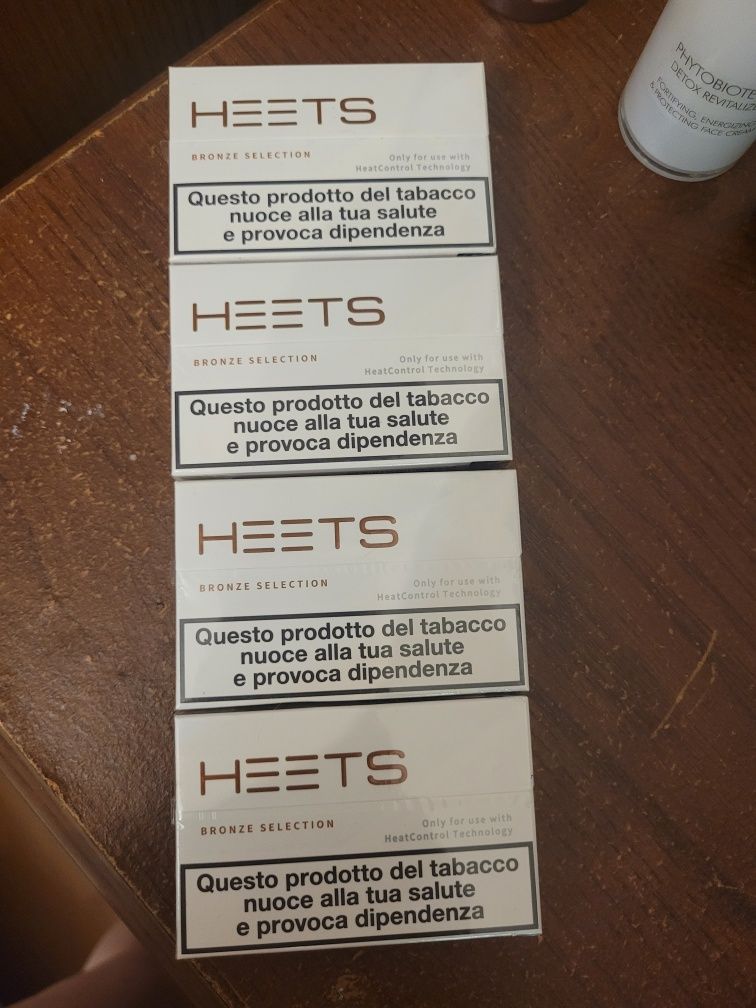 HEETS
BRONZE SELECTION
Only for use with
HeatControl Technology
Questo prodotto del tabacco
nuoce alla tua salute
e provoca dipendenza
HEETS
BRONZE SELECTION
Only for use with
HeatControl Technology
Questo prodotto del tabacco
nuoce alla tua salute
e provoca dipendenza
HEETS
BRONZE SELECTION
Only for use with
HeatControl Technology
Questo prodotto del tabacco
nuoce alla tua salute
e provoca dipendenza
HEETS
BRONZE SELECTION
Only for use with
HeatControl Technology
Questo prodotto del tabacco
nuoce alla tua salute
e provoca dipendenza
PHYTOBIOTE
DETOX REVITALIZ
FORTIFYING, ENERGIZING
& PROTECTING FACE CREAM